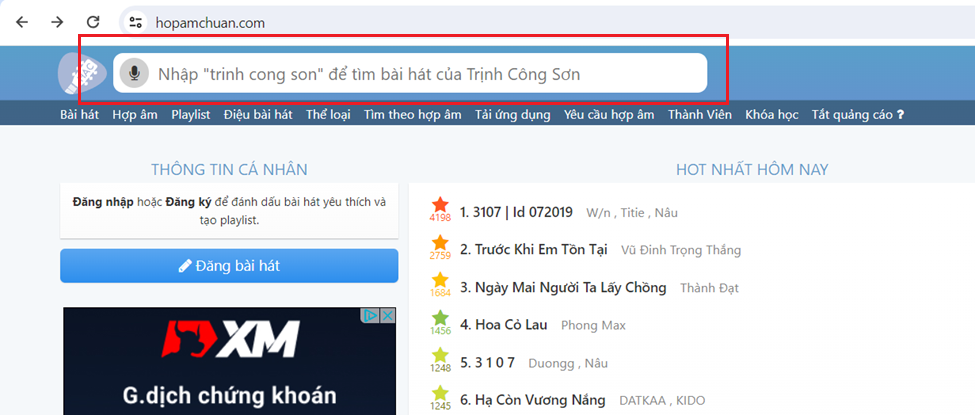 hopamchuan.com
Nhập "trinh cong son" để tìm bài hát của Trịnh Công Sơn
Bài hát Hợp âm Playlist Điệu bài hát Thể loại Tìm theo hợp âm Tải ứng dụng Yêu cầu hợp âm Thành Viên Khóa học Tắt quảng cáo ?
THÔNG TIN CÁ NHÂN
Đăng nhập hoặc Đăng ký để đánh dấu bài hát yêu thích và
tạo playlist.
Đăng bài hát
XM
G.dịch chứng khoán
HOT NHẤT HÔM NAY
1. 3107 | Id 072019 W/n , Titie , Nâu
4198
2. Trước Khi Em Tồn Tại Vũ Đình Trọng Thắng
2759
3. Ngày Mai Người Ta Lấy Chồng Thành Đạt
1684
4. Hoa Cỏ Lau Phong Max
1456
5. 3 1 0 7 Duongg , Nâu
1248
6. Hạ Còn Vương Nắng DATKAA , KIDO
1245